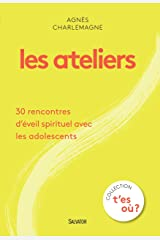 AGNÈS
CHARLEMAGNE
les ateliers
30 rencontres
d'éveil spirituel avec
les adolescents
COLLECTION
t'es
où ?
SALVATOR